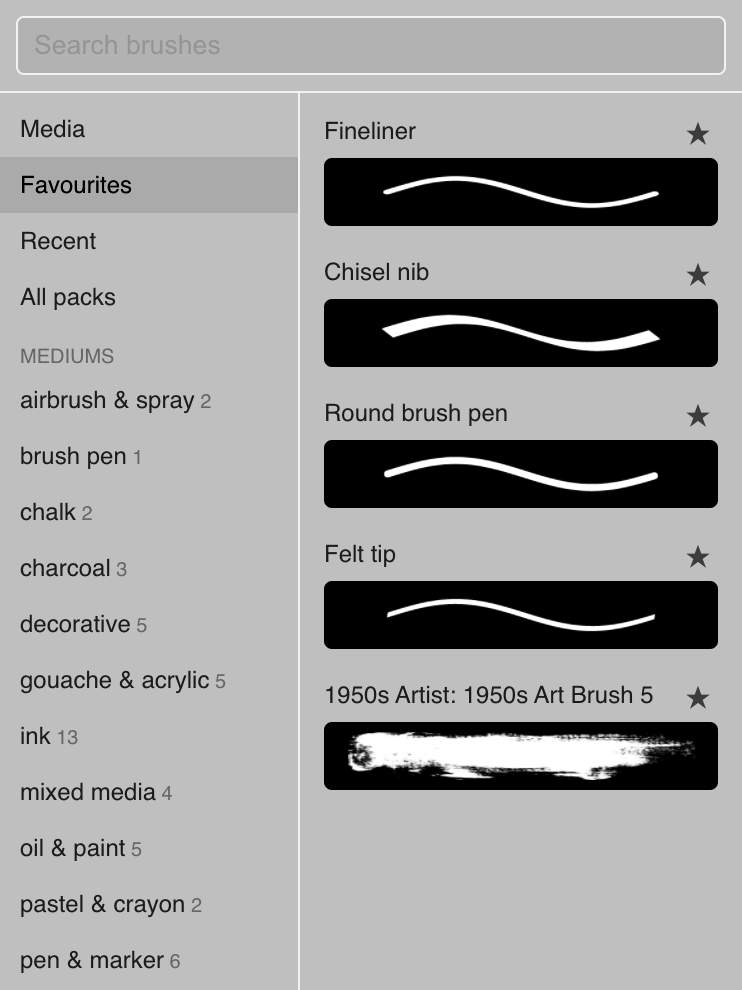 Search brushes
Media
Favourites
Recent
All packs
MEDIUMS
airbrush & spray 2
brush pen 1
chalk 2
charcoal 3
decorative 5
gouache & acrylic 5
ink 13
mixed media 4
oil & paint 5
pastel & crayon 2
pen & marker 6
Fineliner
Chisel nib
Round brush pen
Felt tip
1950s Artist: 1950s Art Brush 5